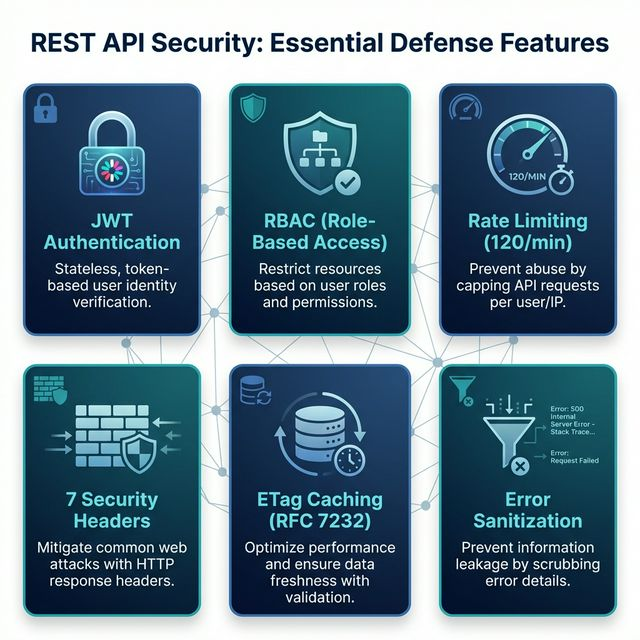 REST API Security: Essential Defense Features
JWT
Authentication
Stateless, token-
based user identity
verification.
RBAC (Role-
Based Access)
Restrict resources
based on user roles
and permissions.
120/MIN
Rate Limiting
(120/min)
Prevent abuse by
capping API requests
per user/IP.
7 Security
Headers
Mitigate common web
attacks with HTTP
response headers.
ETag Caching
(RFC 7232)
Optimize performance
and ensure data
freshness with
validation.
Error: 500
Internal
Server Error -
Stack Trace...
Error:
Request Failed
Error
Sanitization
Prevent information
leakage by scrubbing
error details.